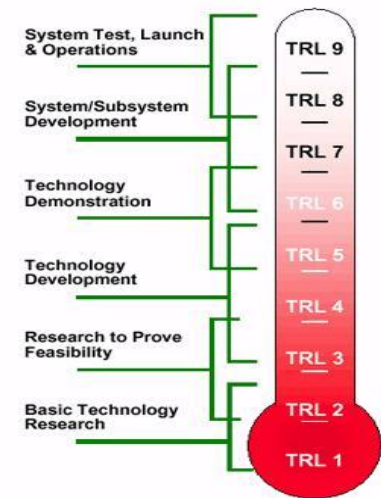 System Test, Launch
& Operations
System/Subsystem
Development
Technology
Demonstration
Technology
Development
Research to Prove
Feasibility
Basic Technology
Research
TRL 9
TRL 8
TRL 7
TRL 6
TRL 5
TRL 4
TRL 3
TRL 2
TRL 1